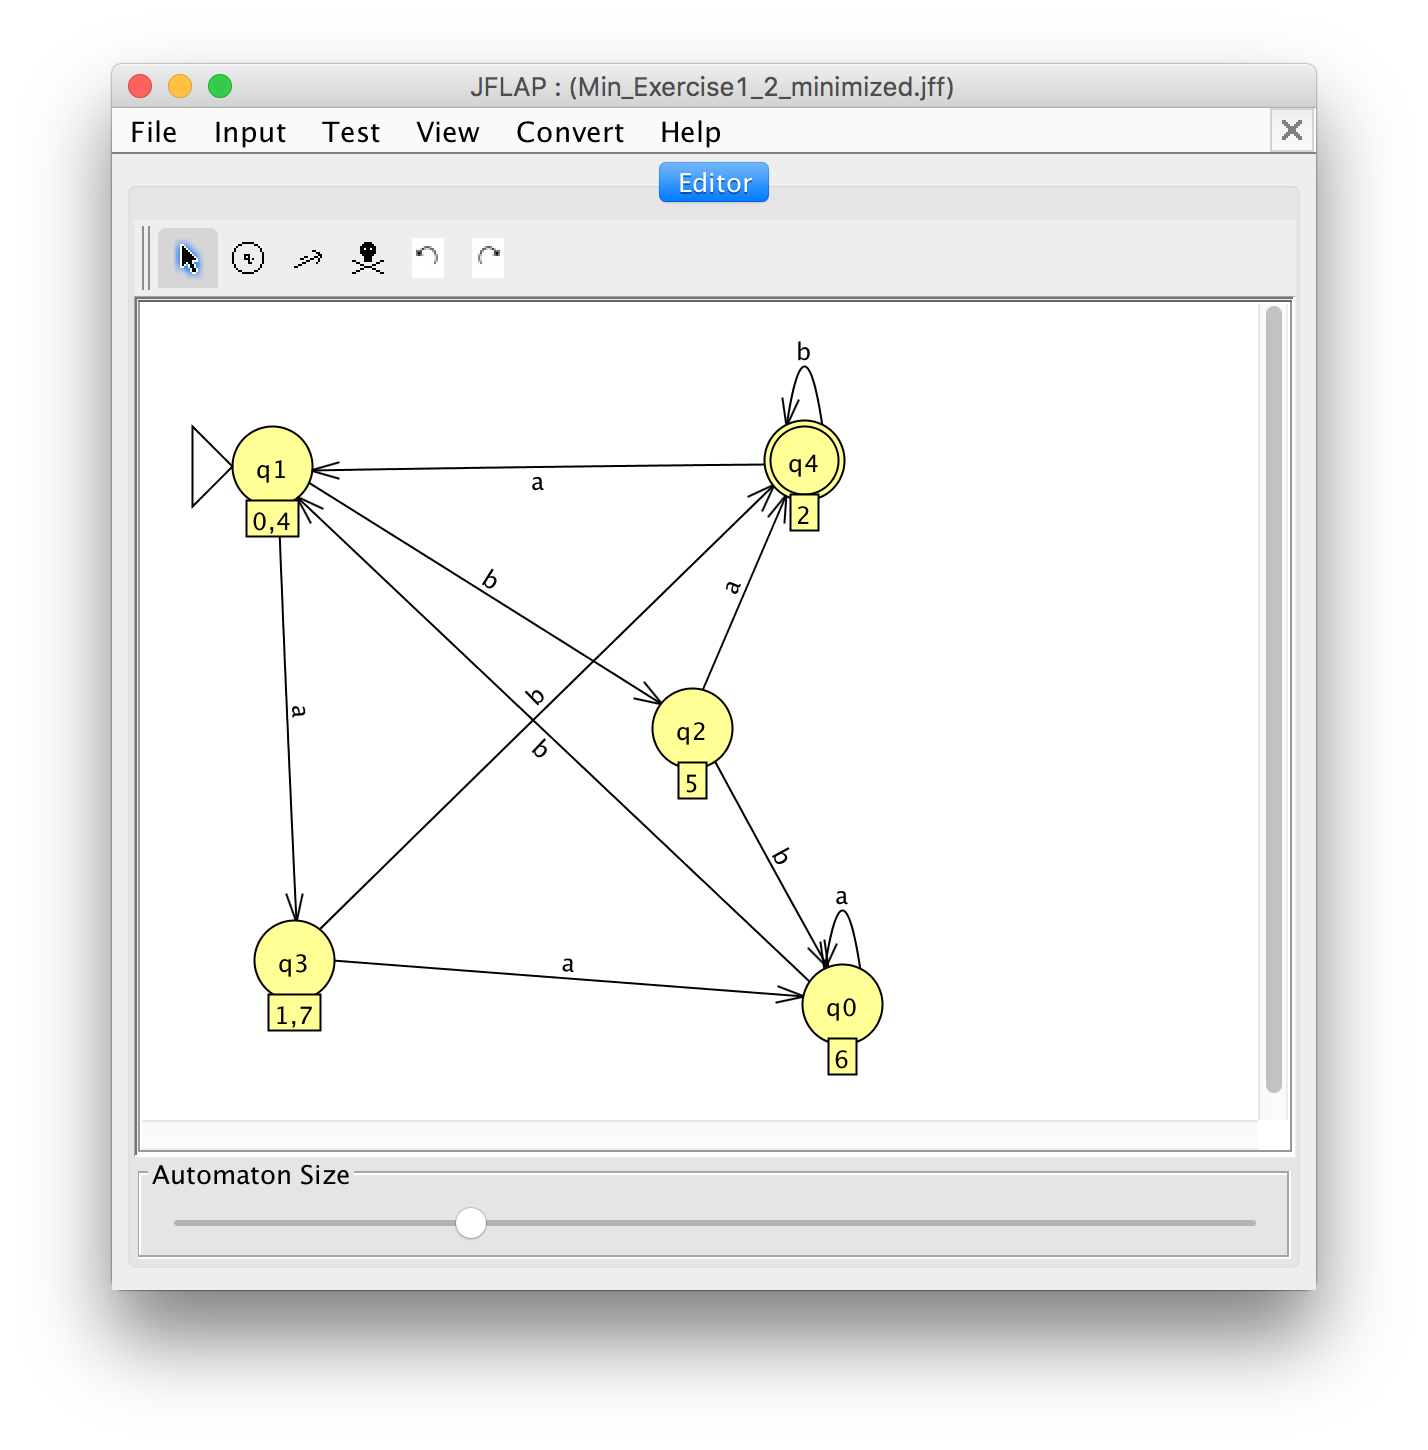 JFLAP : (Min_Exercise1_2_minimized.jff)
File Input Test View Convert Help
Editor
q
b
q1
q4
a
0,4
2
b
a
b
a
q2
b
5
b
a
q3
a
q0
1,7
6
Automaton Size